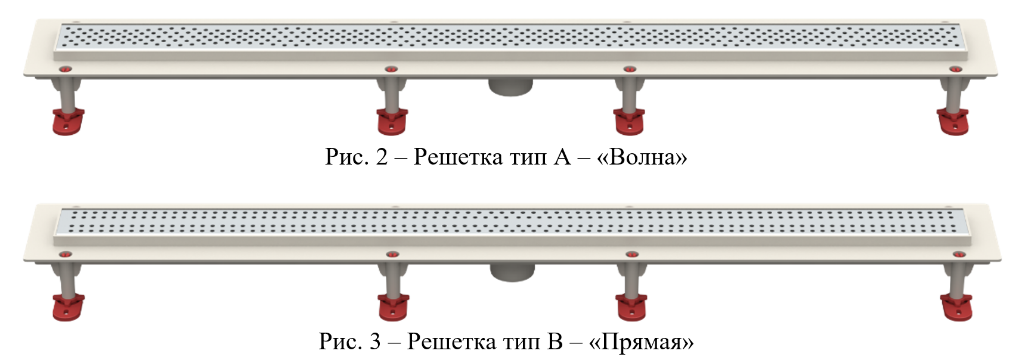 Рис. 2 – Решетка тип А – «Волна»
Рис. 3 – Решетка тип В – «Прямая»